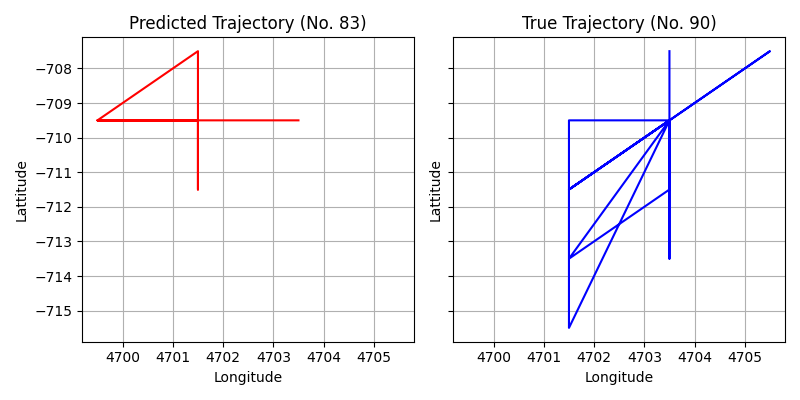 Predicted Trajectory (No. 83)
True Trajectory (No. 90)
−708
−709
−710
−711
−712
−713
−714
−715
Lattitude
Lattitude
4700 4701 4702 4703 4704 4705
4700 4701 4702 4703 4704 4705
Longitude
Longitude